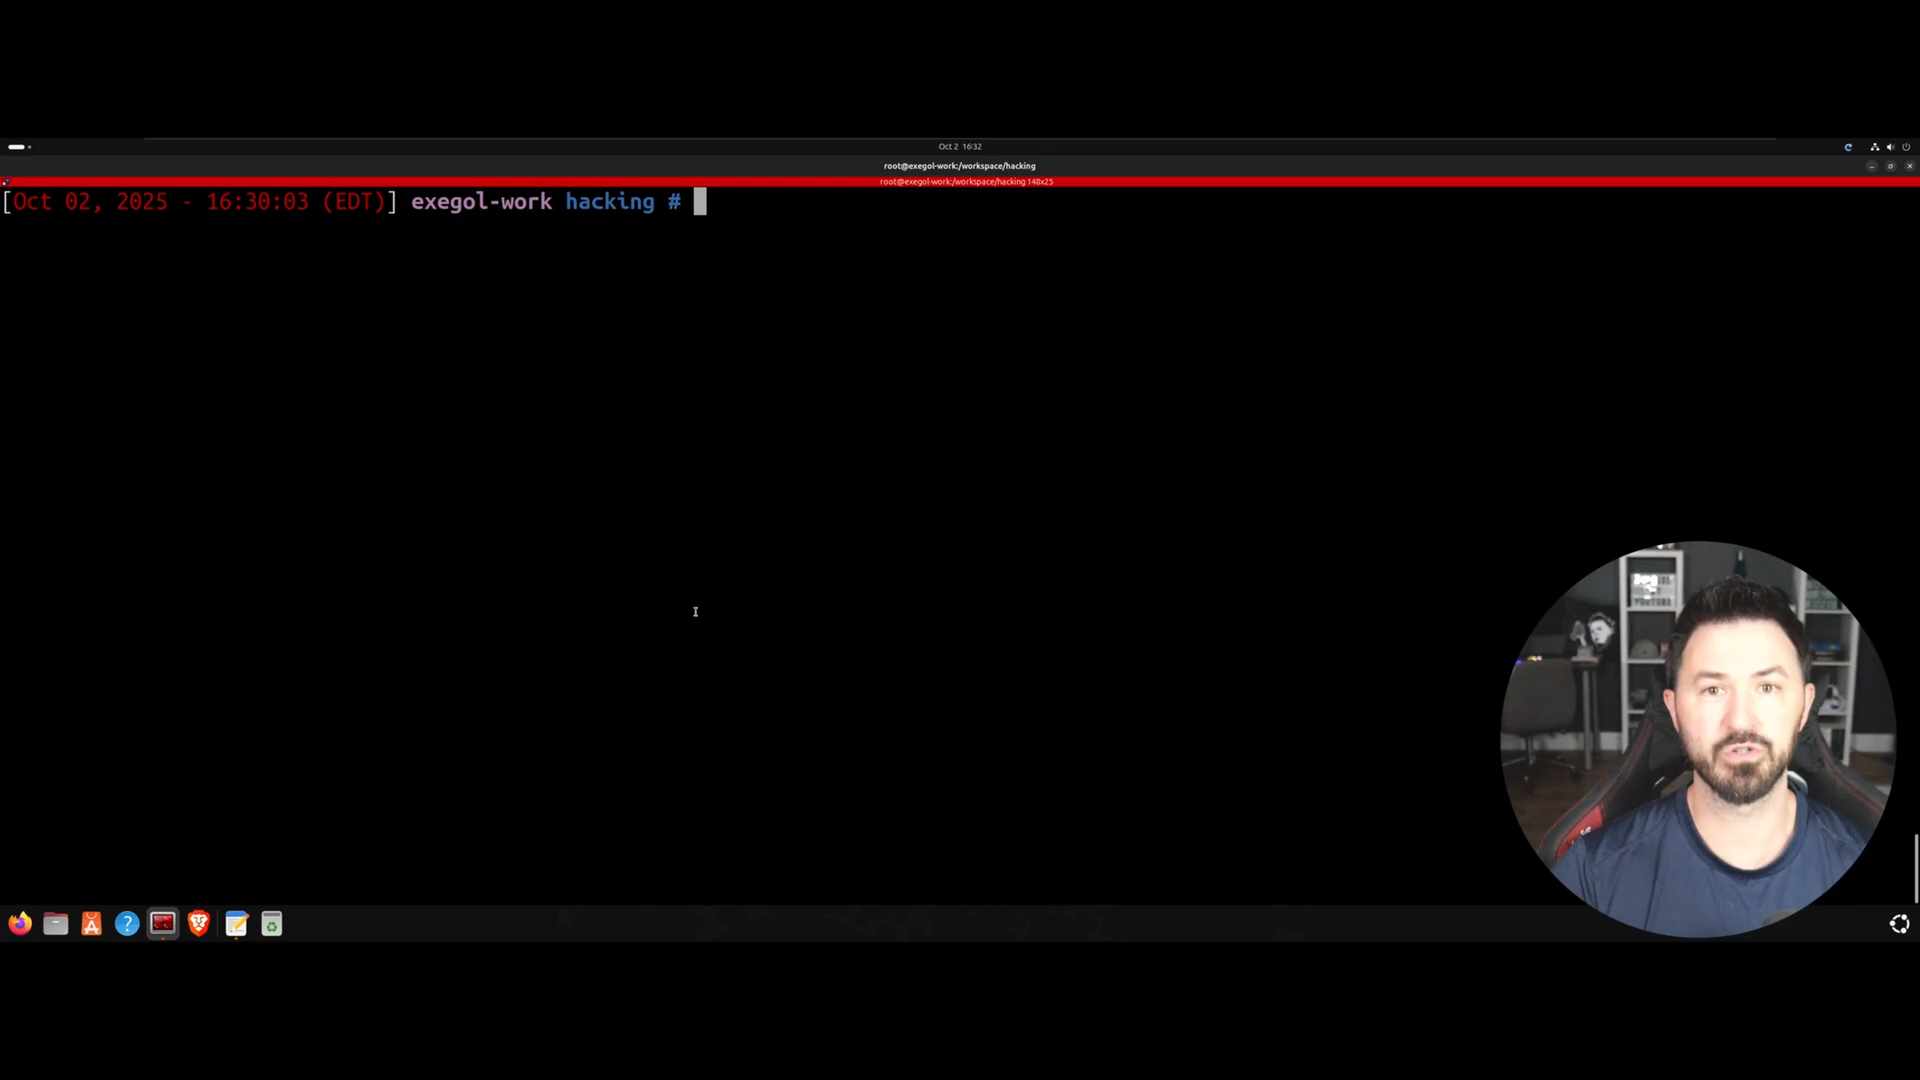 Oct 2 16:32
root@exegol-work:/workspace/hacking
root@exegol-work:/workspace/hacking 148x25
[Oct 02, 2025 - 16:30:03 (EDT)] exegol-work hacking #